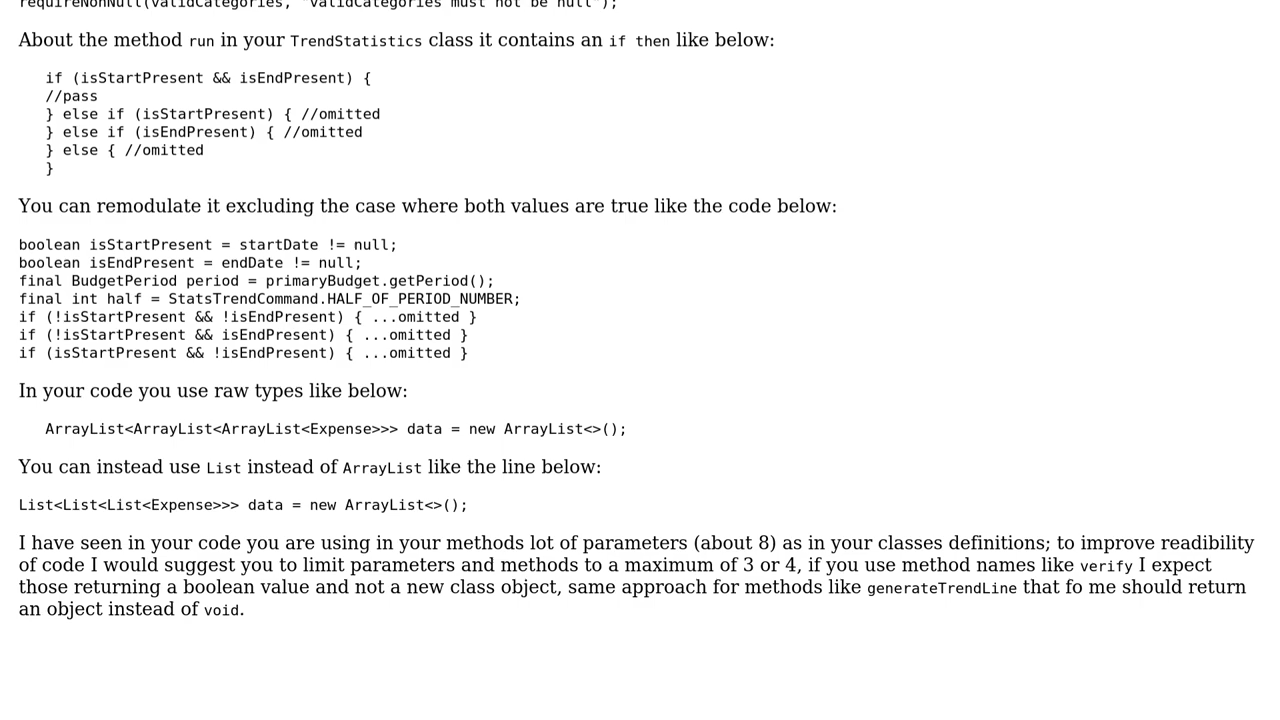 requireNonNull(validCategories, "validCategories must not be null");
About the method run in your TrendStatistics class it contains an if then like below:
if (isStartPresent && isEndPresent) {
//pass
} else if (isStartPresent) { //omitted
} else if (isEndPresent) { //omitted
} else { //omitted
}
You can remodulate it excluding the case where both values are true like the code below:
boolean isStartPresent = startDate != null;
boolean isEndPresent = endDate != null;
final BudgetPeriod period = primaryBudget.getPeriod();
final int half = StatsTrendCommand.HALF_OF_PERIOD_NUMBER;
if (!isStartPresent && !isEndPresent) { ...omitted }
if (!isStartPresent && isEndPresent) { ...omitted }
if (isStartPresent && !isEndPresent) { ...omitted }
In your code you use raw types like below:
ArrayList<ArrayList<ArrayList<Expense>>> data = new ArrayList<>();
You can instead use List instead of ArrayList like the line below:
List<List<List<Expense>>> data = new ArrayList<>();
I have seen in your code you are using in your methods lot of parameters (about 8) as in your classes definitions; to improve readibility
of code I would suggest you to limit parameters and methods to a maximum of 3 or 4, if you use method names like verify I expect
those returning a boolean value and not a new class object, same approach for methods like generateTrendLine that fo me should return
an object instead of void.